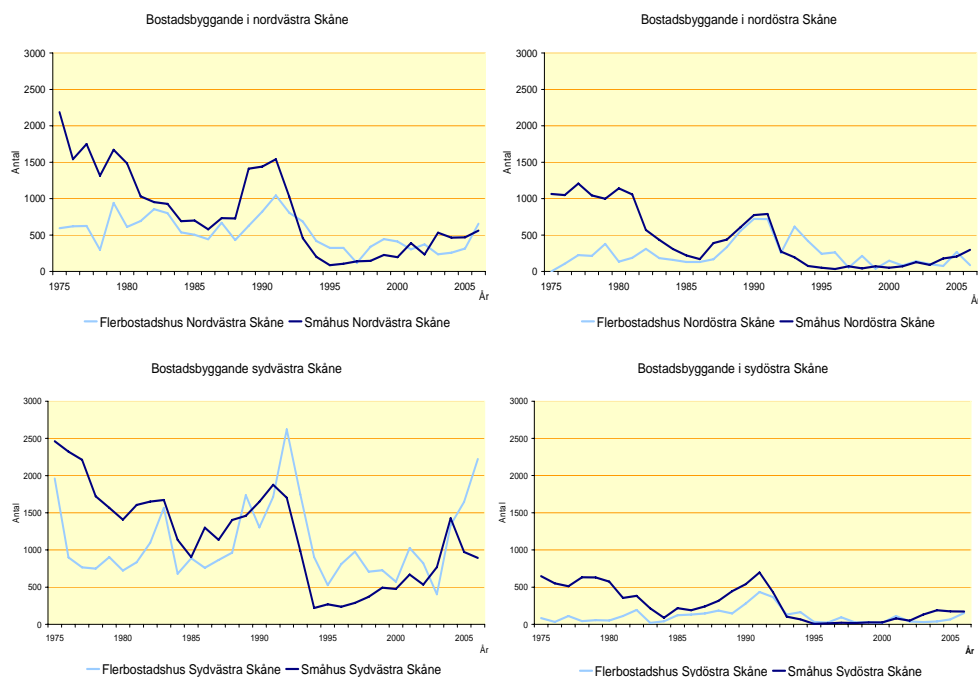 Bostadsbyggande i nordvästra Skåne
3000
2500
2000
1500
1000
500
0
Antal
1975 1980 1985 1990 1995 2000 2005
År
Flerbostadshus Nordvästra Skåne Småhus Nordvästra Skåne
Bostadsbyggande i nordöstra Skåne
3000
2500
2000
1500
1000
500
0
Antal
1975 1980 1985 1990 1995 2000 2005
År
Flerbostadshus Nordöstra Skåne Småhus Nordöstra Skåne
Bostadsbyggande sydvästra Skåne
3000
2500
2000
1500
1000
500
0
Antal
1975 1980 1985 1990 1995 2000 2005
År
Flerbostadshus Sydvästra Skåne Småhus Sydvästra Skåne
Bostadsbyggande i sydöstra Skåne
3000
2500
2000
1500
1000
500
0
Antal
1975 1980 1985 1990 1995 2000 2005
År
Flerbostadshus Sydöstra Skåne Småhus Sydöstra Skåne